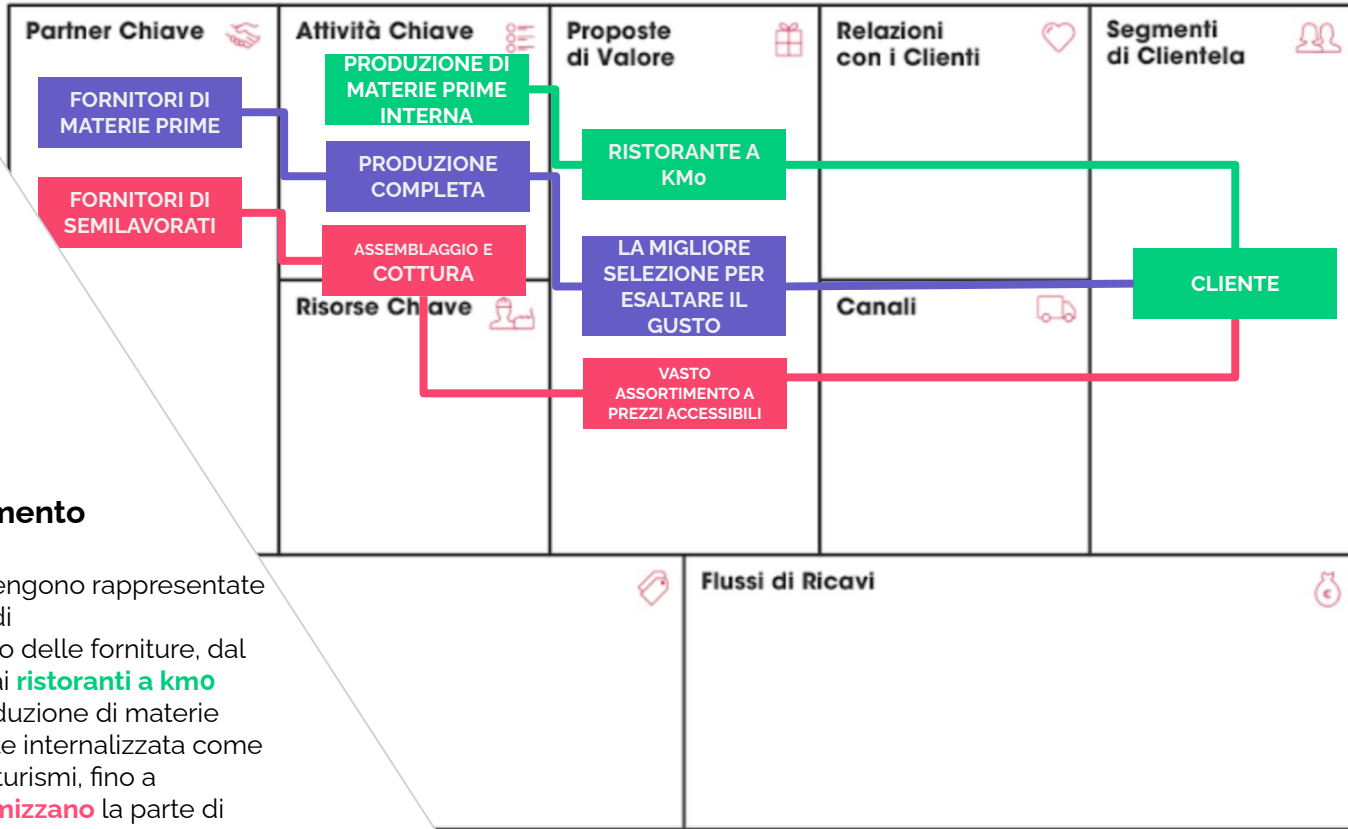 Partner Chiave
FORNITORI DI
MATERIE PRIME
FORNITORI DI
SEMILAVORATI
Attività Chiave
PRODUZIONE DI
MATERIE PRIME
INTERNA
PRODUZIONE
COMPLETA
ASSEMBLAGGIO E
COTTURA
Risorse Chiave
Proposte
di Valore
RISTORANTE A
KM0
LA MIGLIORE
SELEZIONE PER
ESALTARE IL
GUSTO
VASTO
ASSORTIMENTO A
PREZZI ACCESSIBILI
Relazioni
con i Clienti
Canali
Segmenti
di Clientela
CLIENTE
mento
engono rappresentate
di
o delle forniture, dal
ai ristoranti a km0
duzione di materie
e internalizzata come
turismi, fino a
mizzano la parte di
Flussi di Ricavi
€